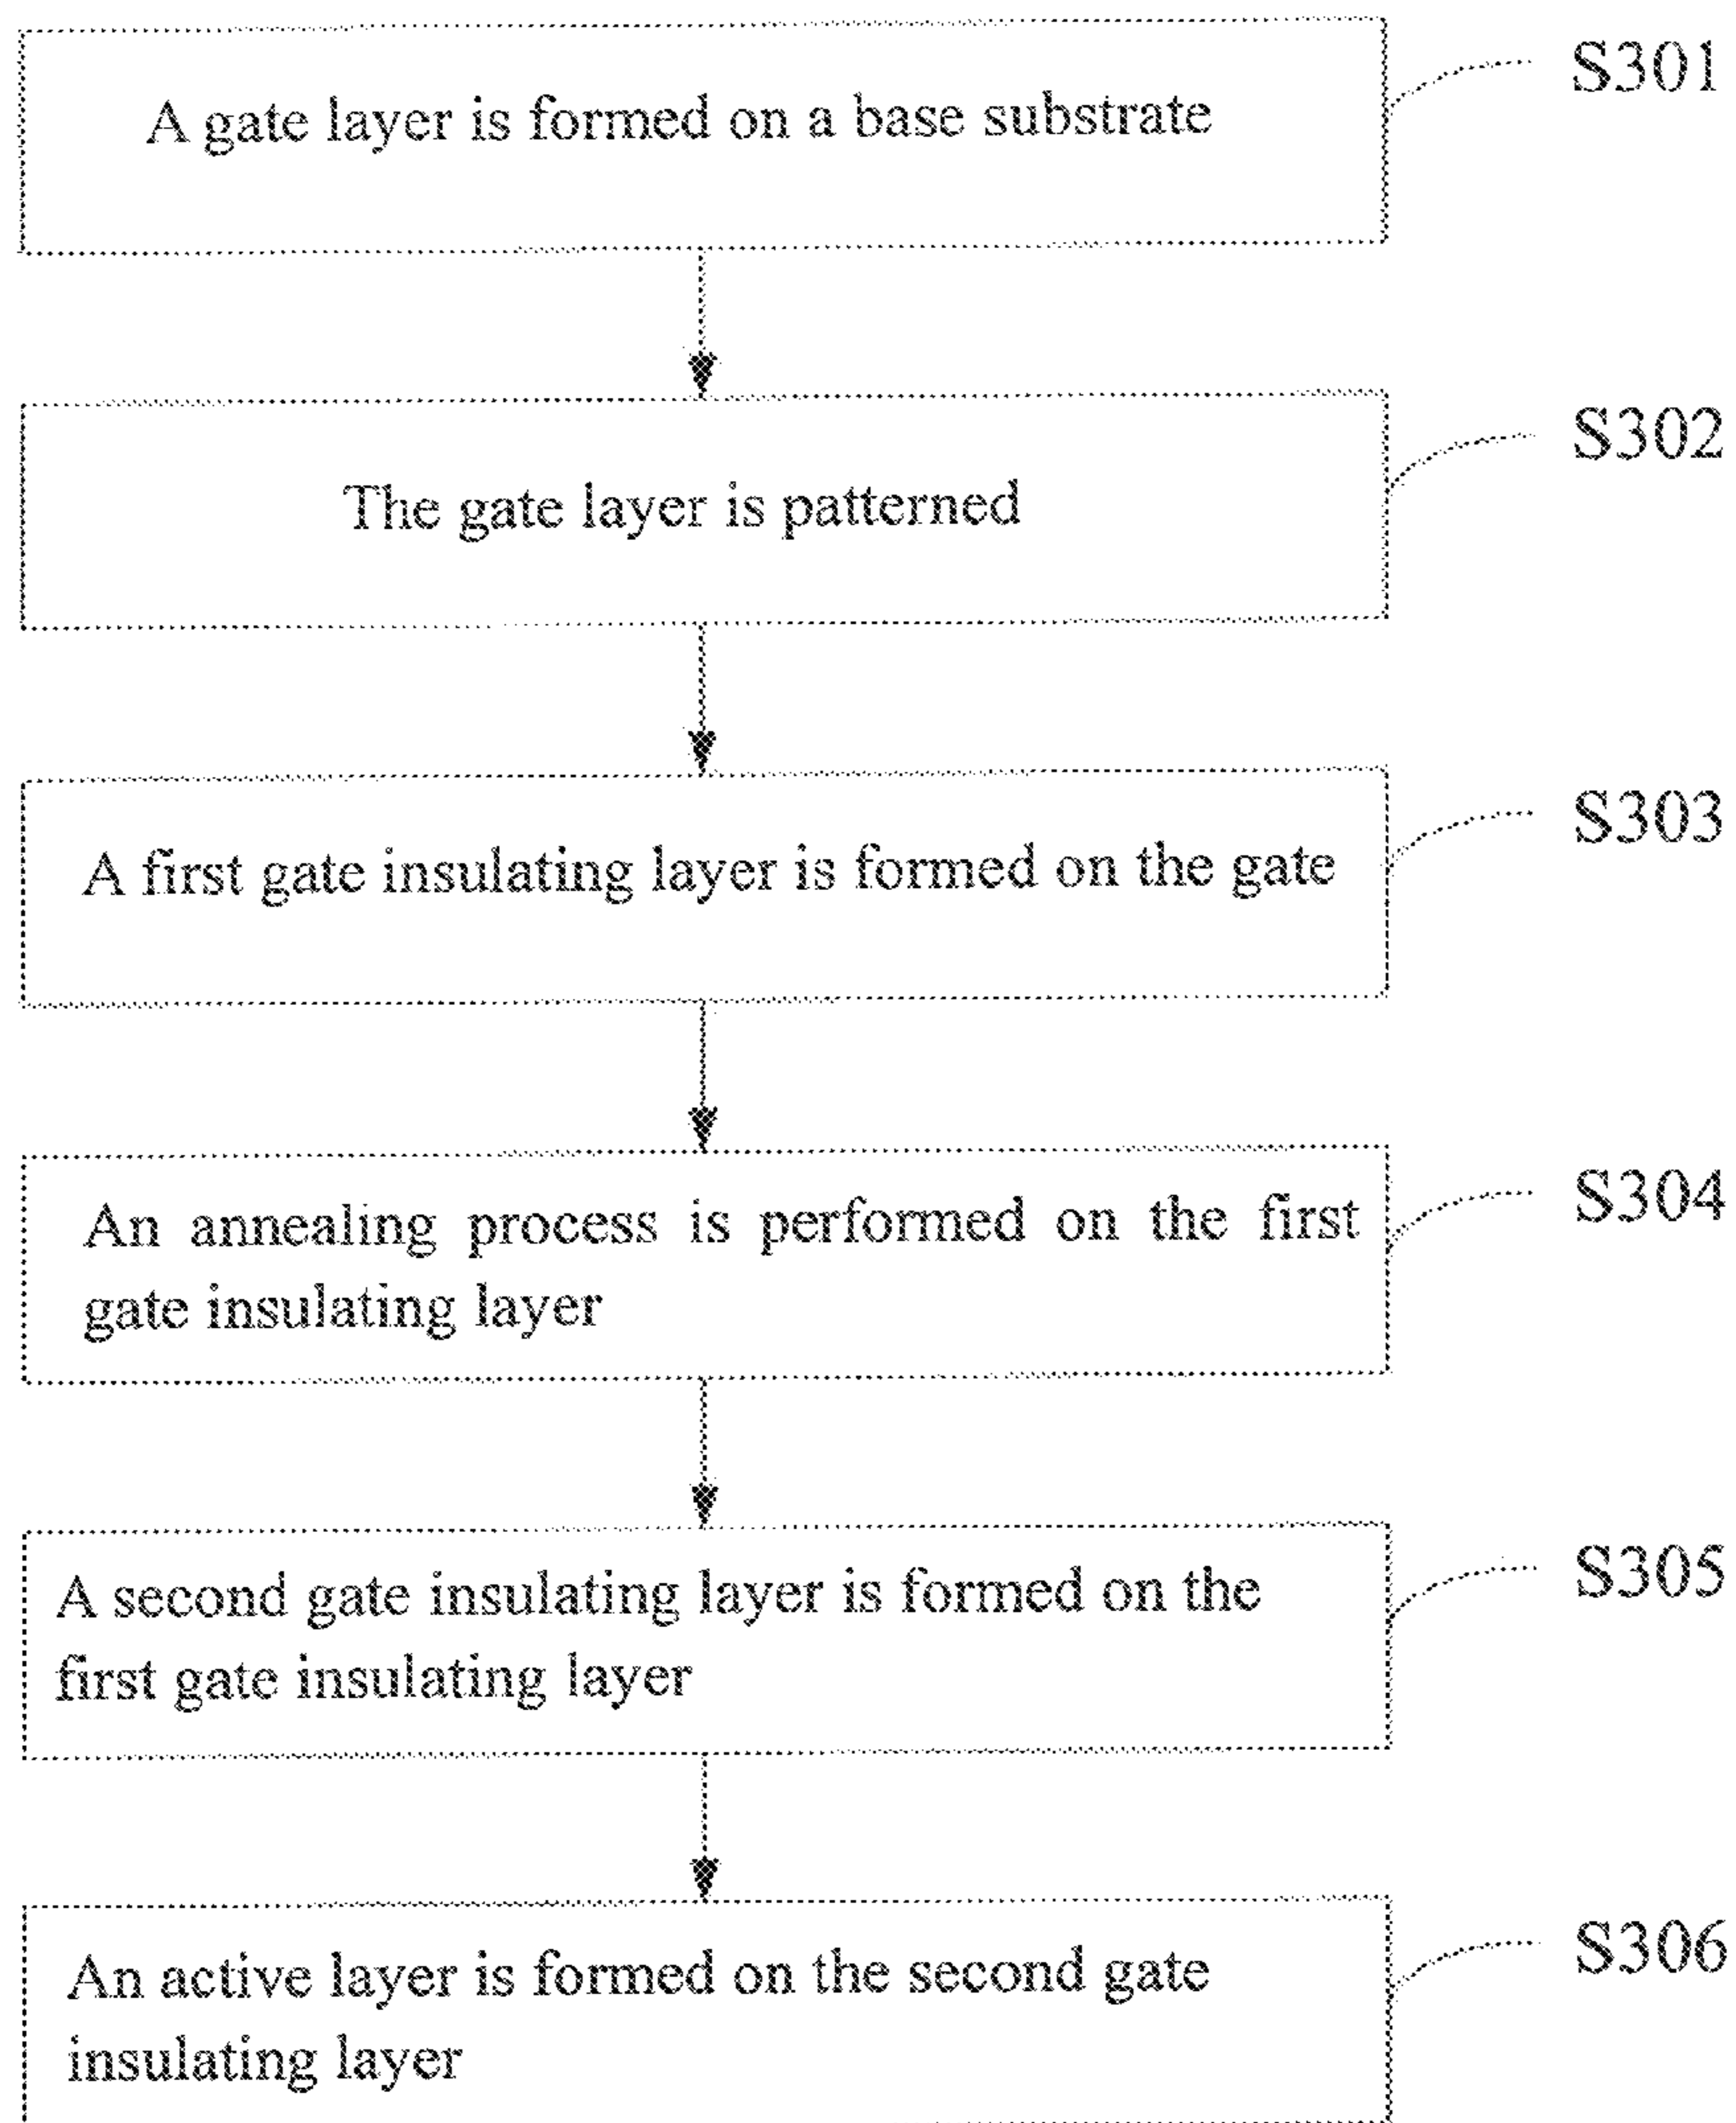 A gate layer is formed on a base substrate
S301
The gate layer is patterned
S302
A first gate insulating layer is formed on the gate
S303
An annealing process is performed on the first
gate insulating layer
S304
A second gate insulating layer is formed on the
first gate insulating layer
S305
An active layer is formed on the second gate
insulating layer
S306